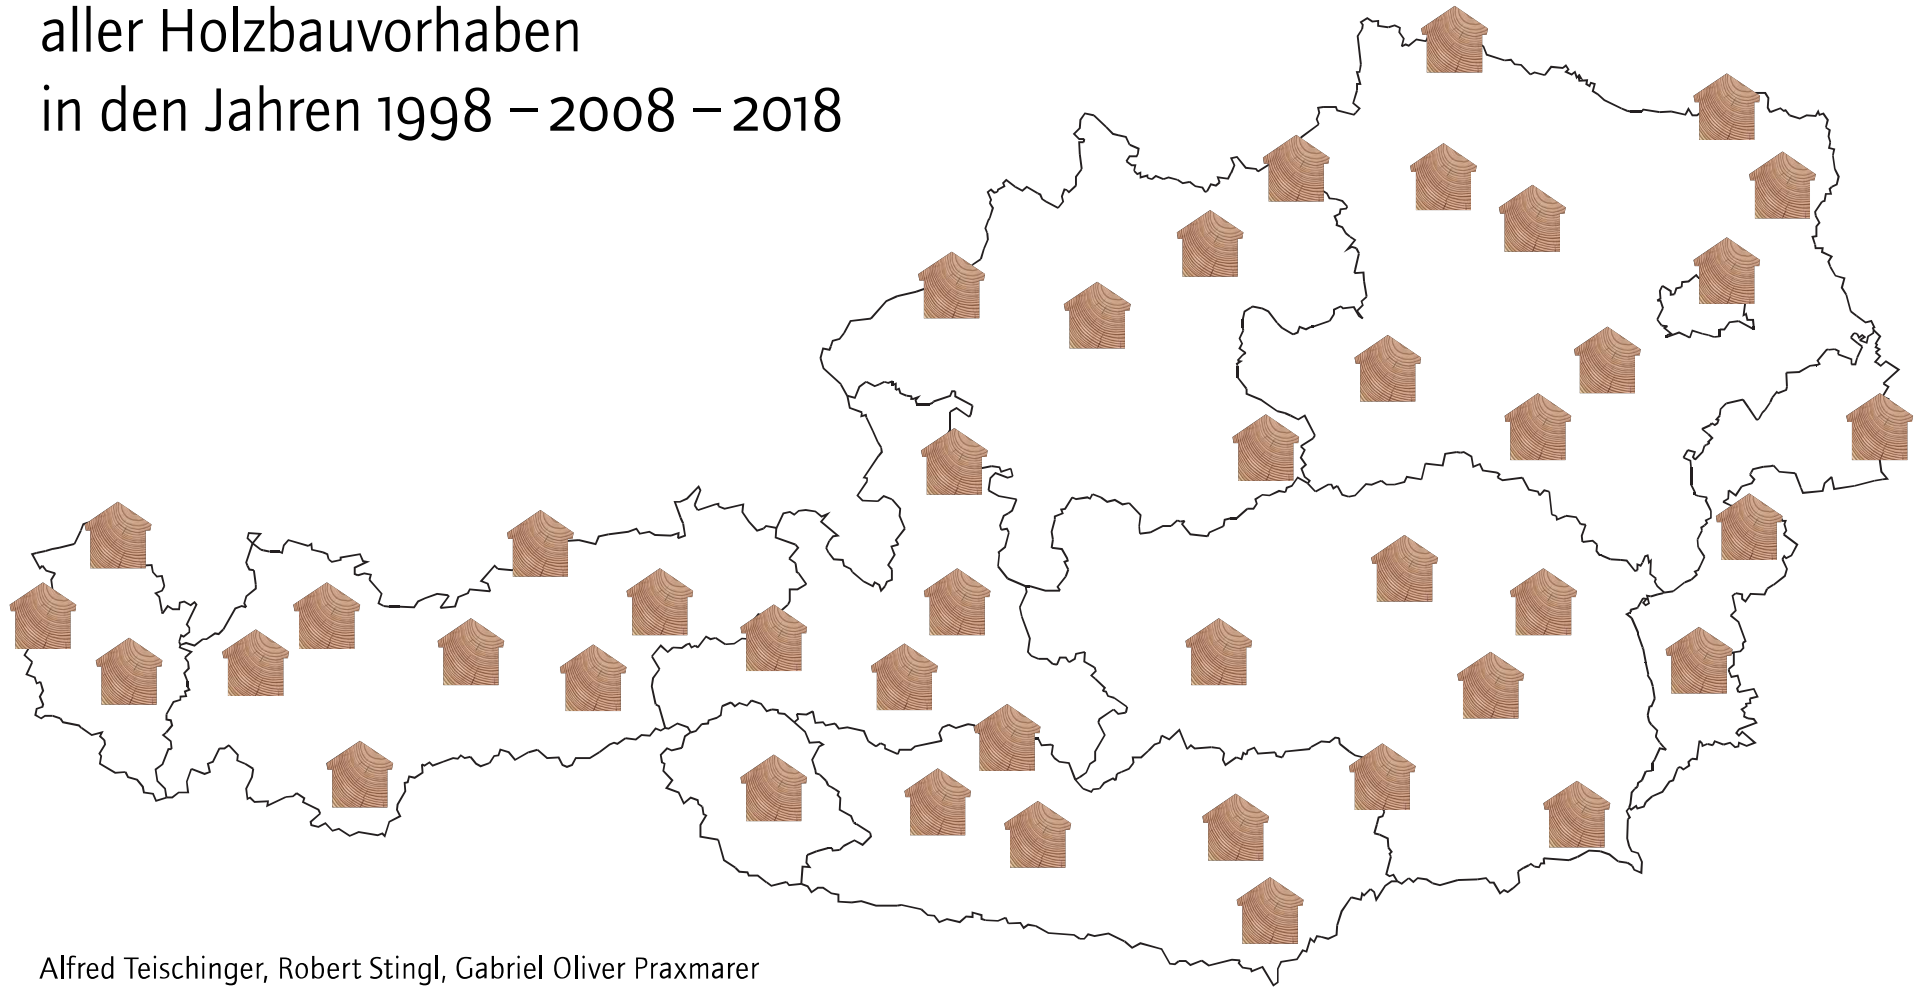 aller Holzbauvorhaben
in den Jahren 1998 – 2008 – 2018
Alfred Teischinger, Robert Stingl, Gabriel Oliver Praxmarer